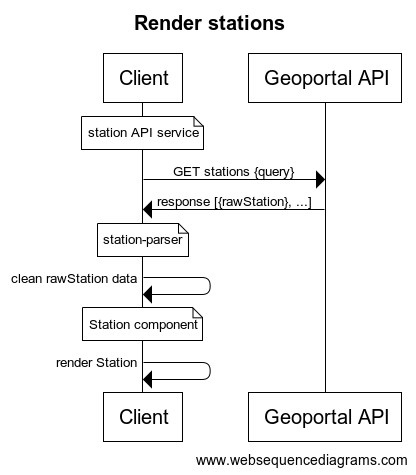 Render stations
Client
Geoportal API
station API service
GET stations {query}
response [{rawStation}, ...]
station-parser
clean rawStation data
Station component
render Station
Client
Geoportal API
www.websequencediagrams.com